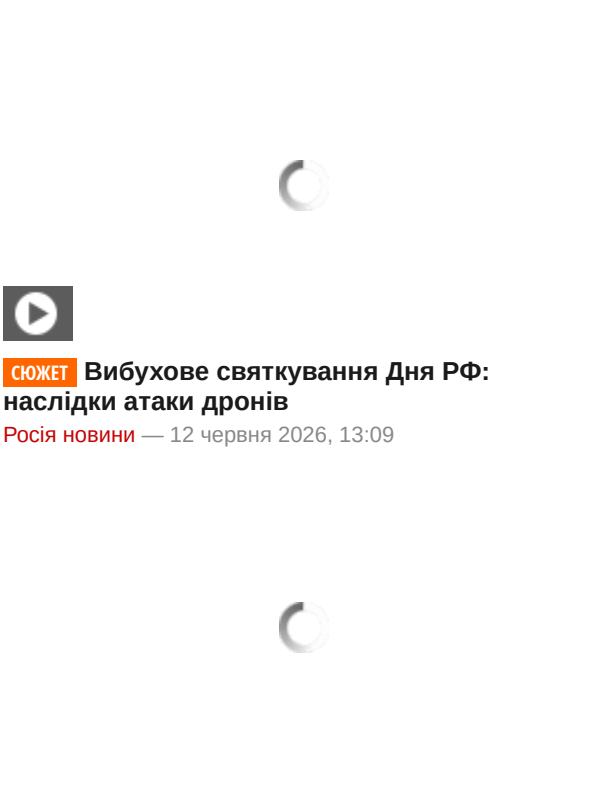 СЮЖЕТ Вибухове святкування Дня РФ:
наслідки атаки дронів
Росія новини — 12 червня 2026, 13:09